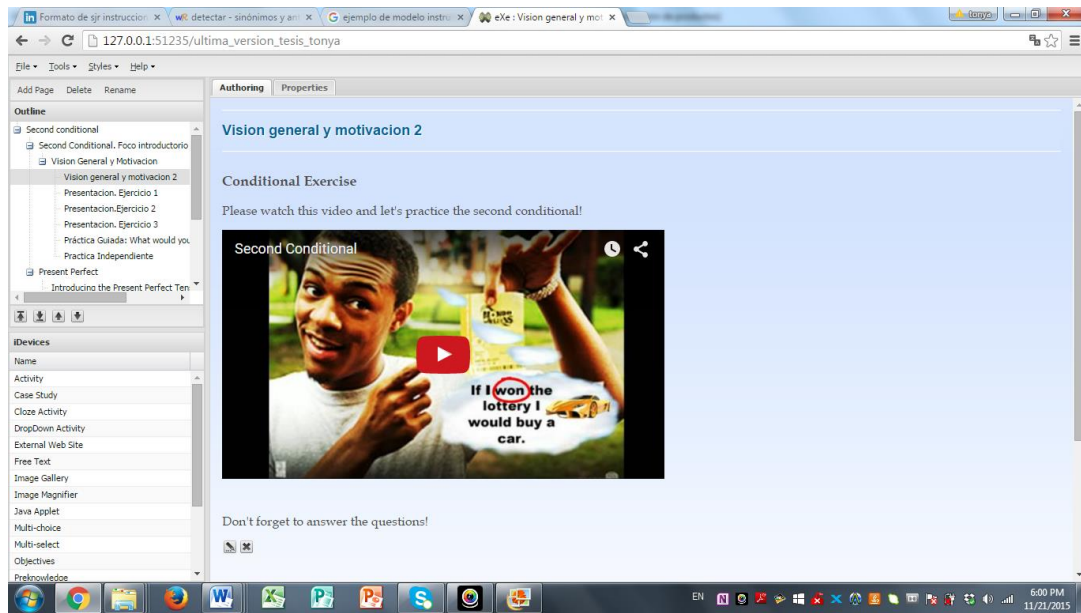 Formato de sjr instruccion
detectar - sinónimos y ant
ejemplo de modelo instru
eXe : Vision general y mot
tonya
127.0.0.1:51235/ultima_version_tesis_tonya
File Tools Styles Help
Add Page Delete Rename
Authoring Properties
Outline
Second conditional
Second Conditional. Foco introductorio
Vision General y Motivacion
Vision general y motivacion 2
Presentacion. Ejercicio 1
Presentacion.Ejercicio 2
Presentacion. Ejercicio 3
Práctica Guiada: What would you
Practica Independiente
Present Perfect
Introducing the Present Perfect Ten
iDevices
Name
Activity
Case Study
Cloze Activity
DropDown Activity
External Web Site
Free Text
Image Gallery
Image Magnifier
Java Applet
Multi-choice
Multi-select
Objectives
Preknowledge
Vision general y motivacion 2
Conditional Exercise
Please watch this video and let's practice the second conditional!
Second Conditional
If I won the
lottery I
would buy a
car.
Don't forget to answer the questions!
EN
6:00 PM
11/21/2015